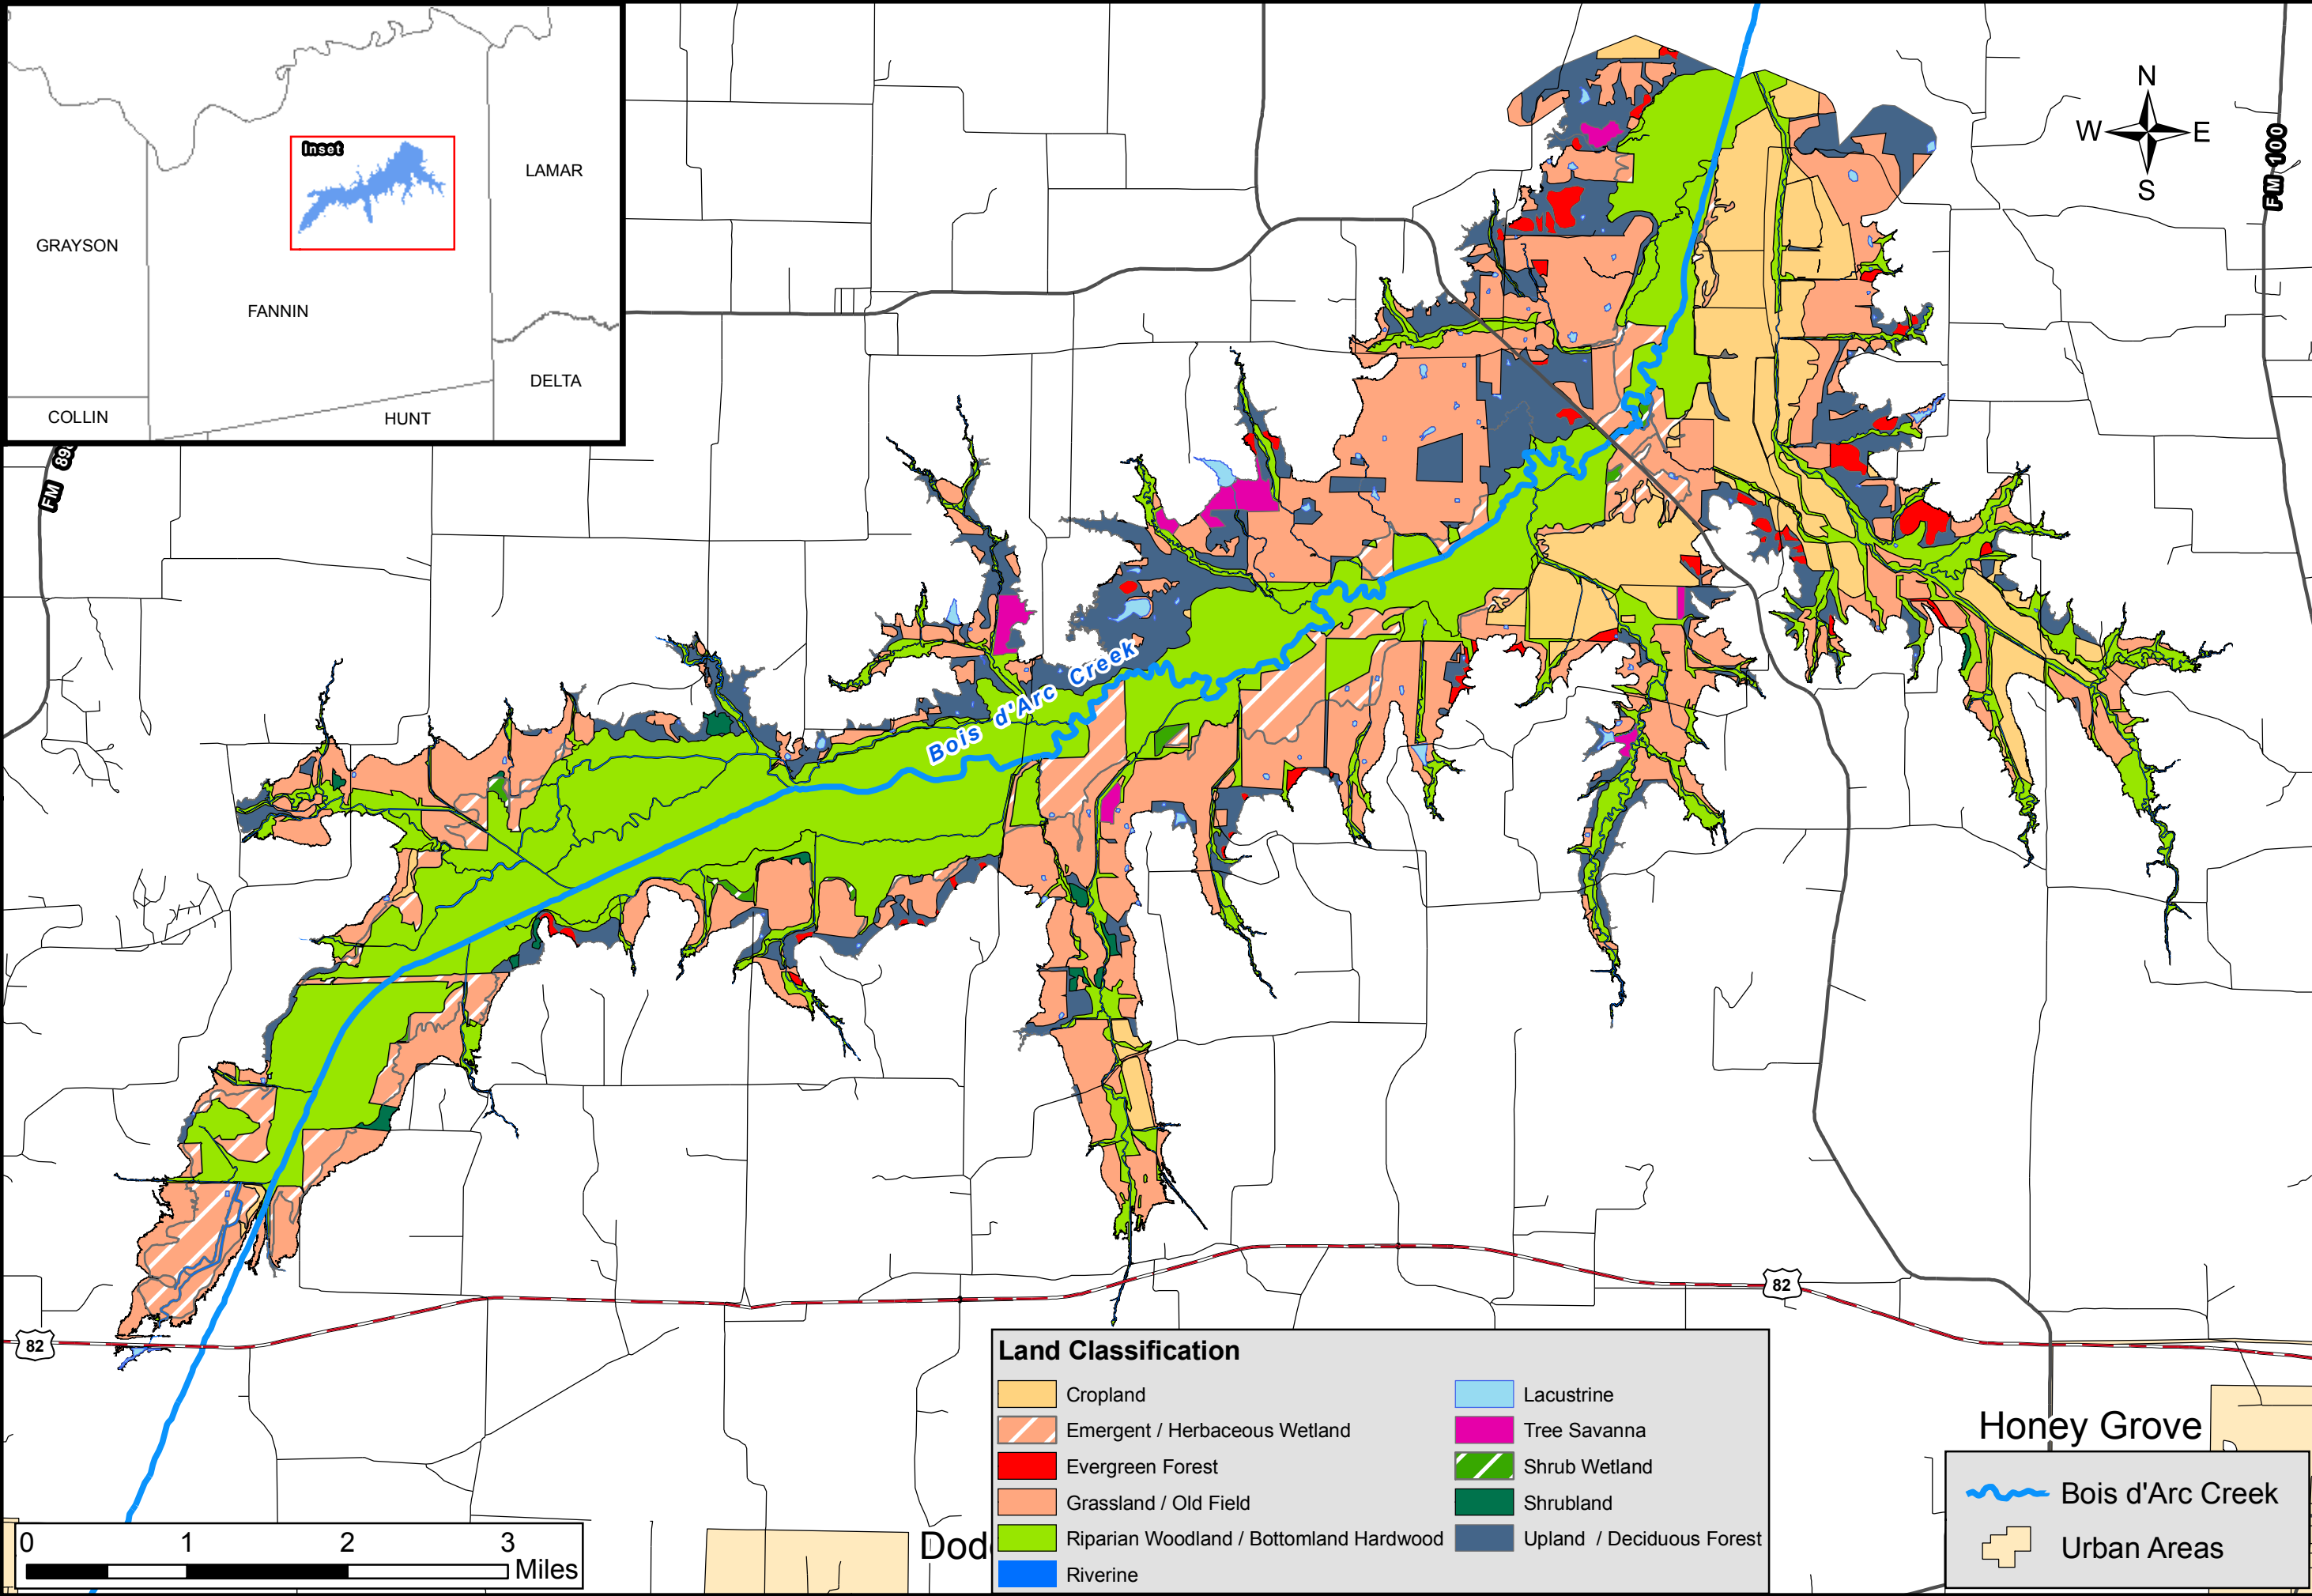 Inset
GRAYSON
FANNIN
LAMAR
DELTA
COLLIN
HUNT
N
W
E
S
FM 100
FM
Bois d'Arc Creek
82
82
Land Classification
Cropland
Emergent / Herbaceous Wetland
Evergreen Forest
Grassland / Old Field
Riparian Woodland / Bottomland Hardwood
Riverine
Lacustrine
Tree Savanna
Shrub Wetland
Shrubland
Upland / Deciduous Forest
Honey Grove
Bois d'Arc Creek
Urban Areas
0 1 2 3
Miles